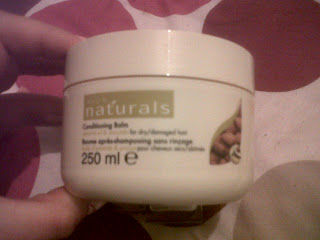 naturals
Conditioning Balm
for dry/damaged hair
Baume après-shampooing sans rinçage
pour cheveux secs/abîmés
250 ml e